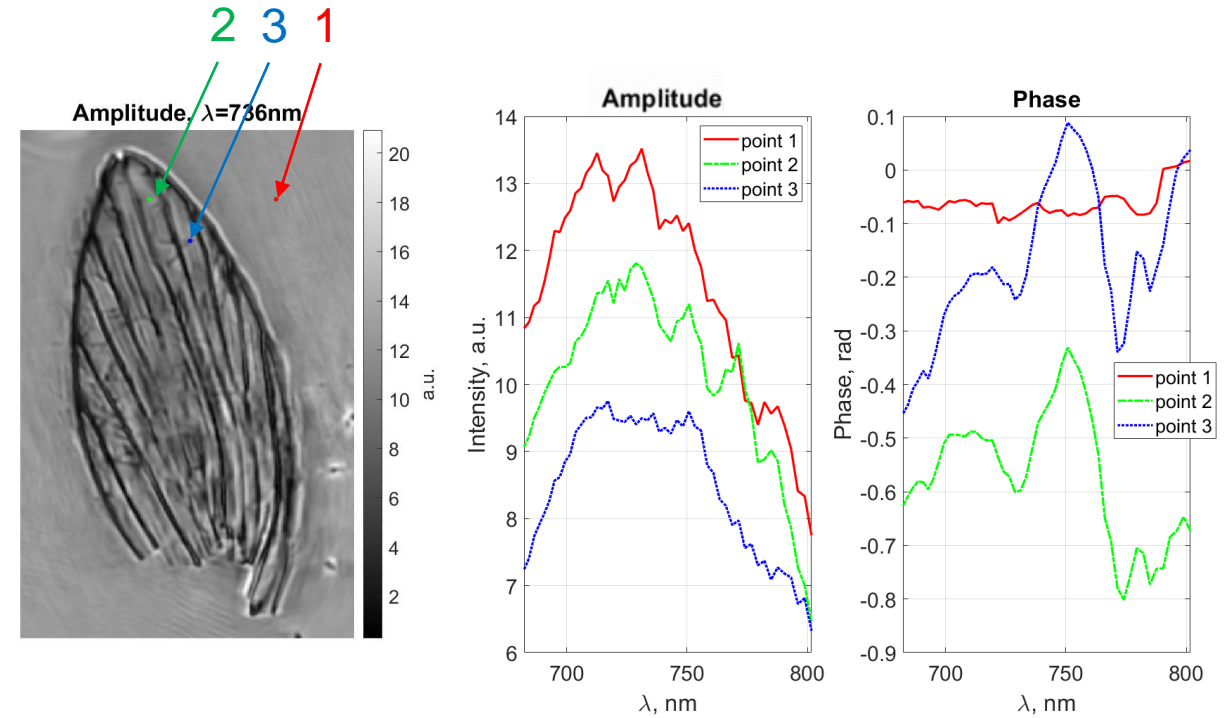 2 3 1
Amplitude. λ=736nm
20
18
16
14
12
10
8
6
4
2
a.u.
Amplitude
14
13
12
11
10
9
8
7
6
Intensity, a.u.
point 1
point 2
point 3
700 750 800
λ, nm
Phase
0.1
0
-0.1
-0.2
-0.3
-0.4
-0.5
-0.6
-0.7
-0.8
-0.9
Phase, rad
point 1
point 2
point 3
700 750 800
λ, nm